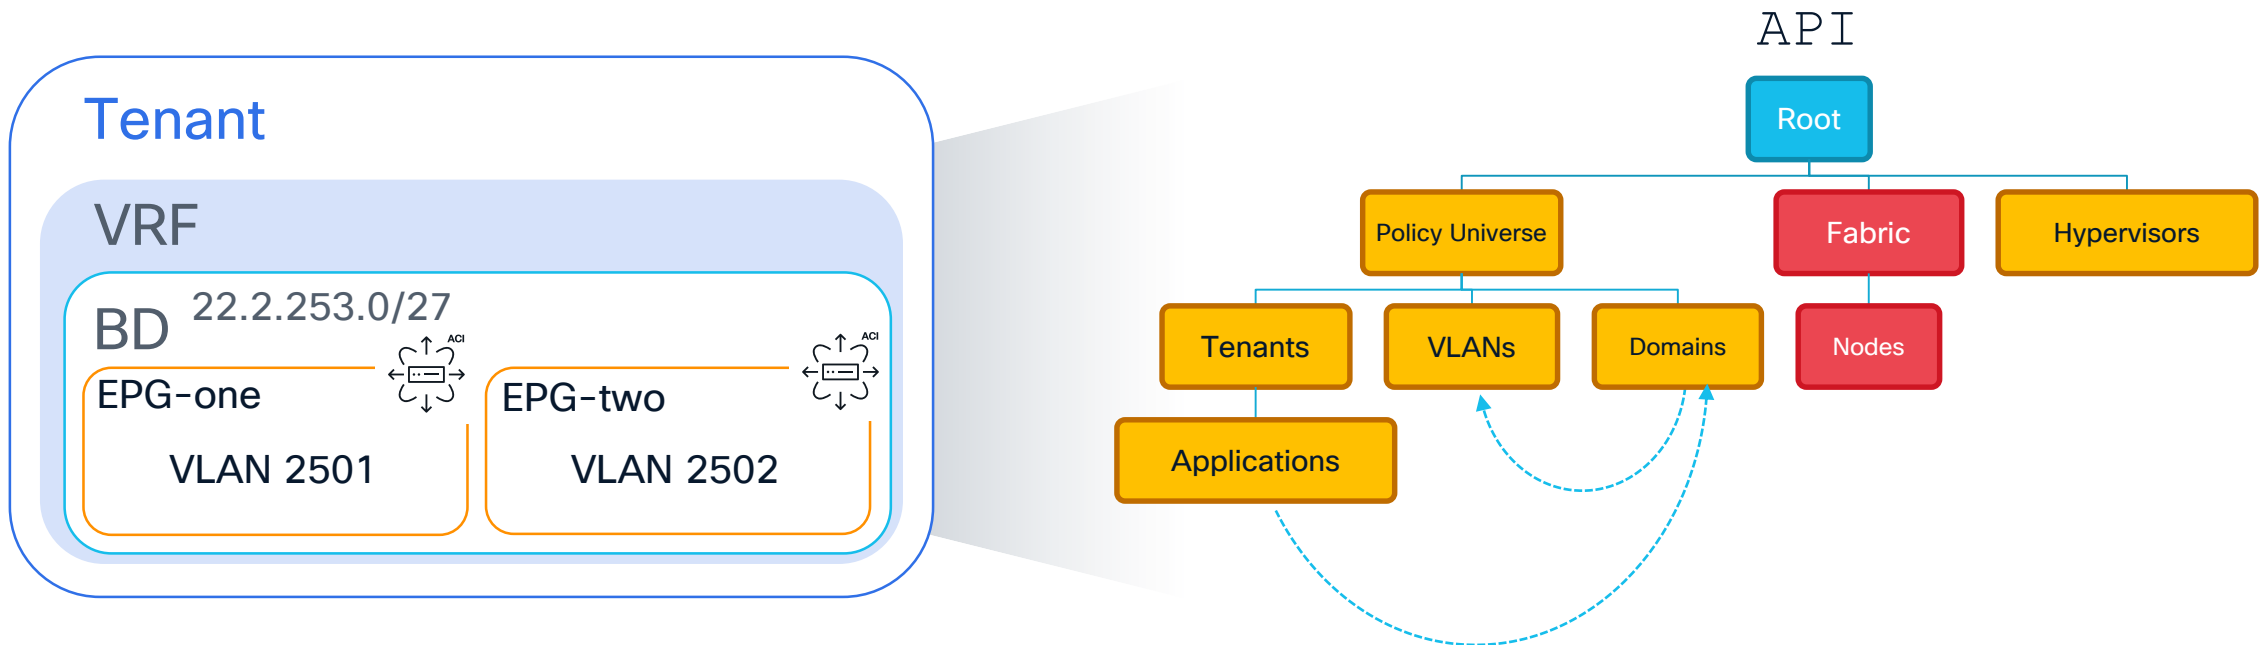 Tenant
VRF
BD 22.2.253.0/27
ACI
ACI
EPG-one
VLAN 2501
EPG-two
VLAN 2502
API
Root
Policy Universe
Fabric
Hypervisors
Tenants
VLANs
Domains
Nodes
Applications